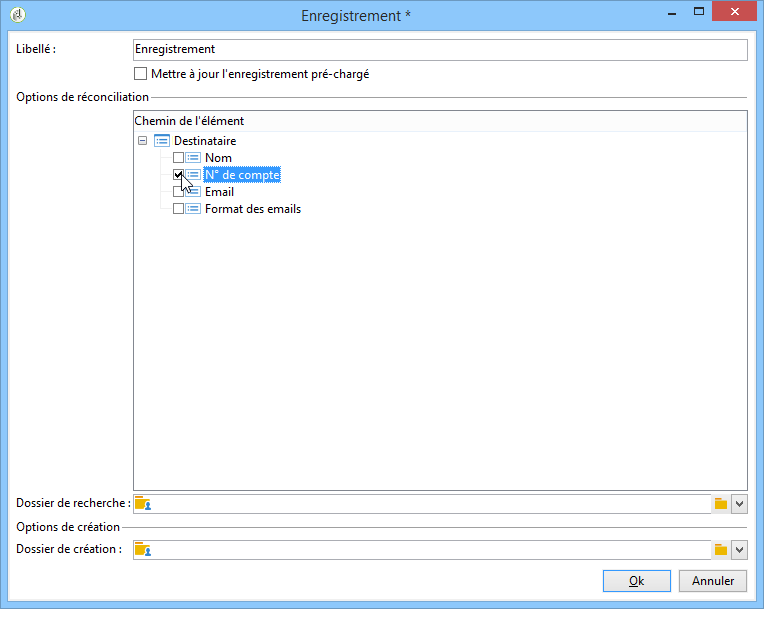 Enregistrement *
Libellé :
Enregistrement
Mettre à jour l'enregistrement pré-chargé
Options de réconciliation
Chemin de l'élément
Destinataire
Nom
N° de compte
Email
Format des emails
Dossier de recherche :
Options de création
Dossier de création :
Ok
Annuler